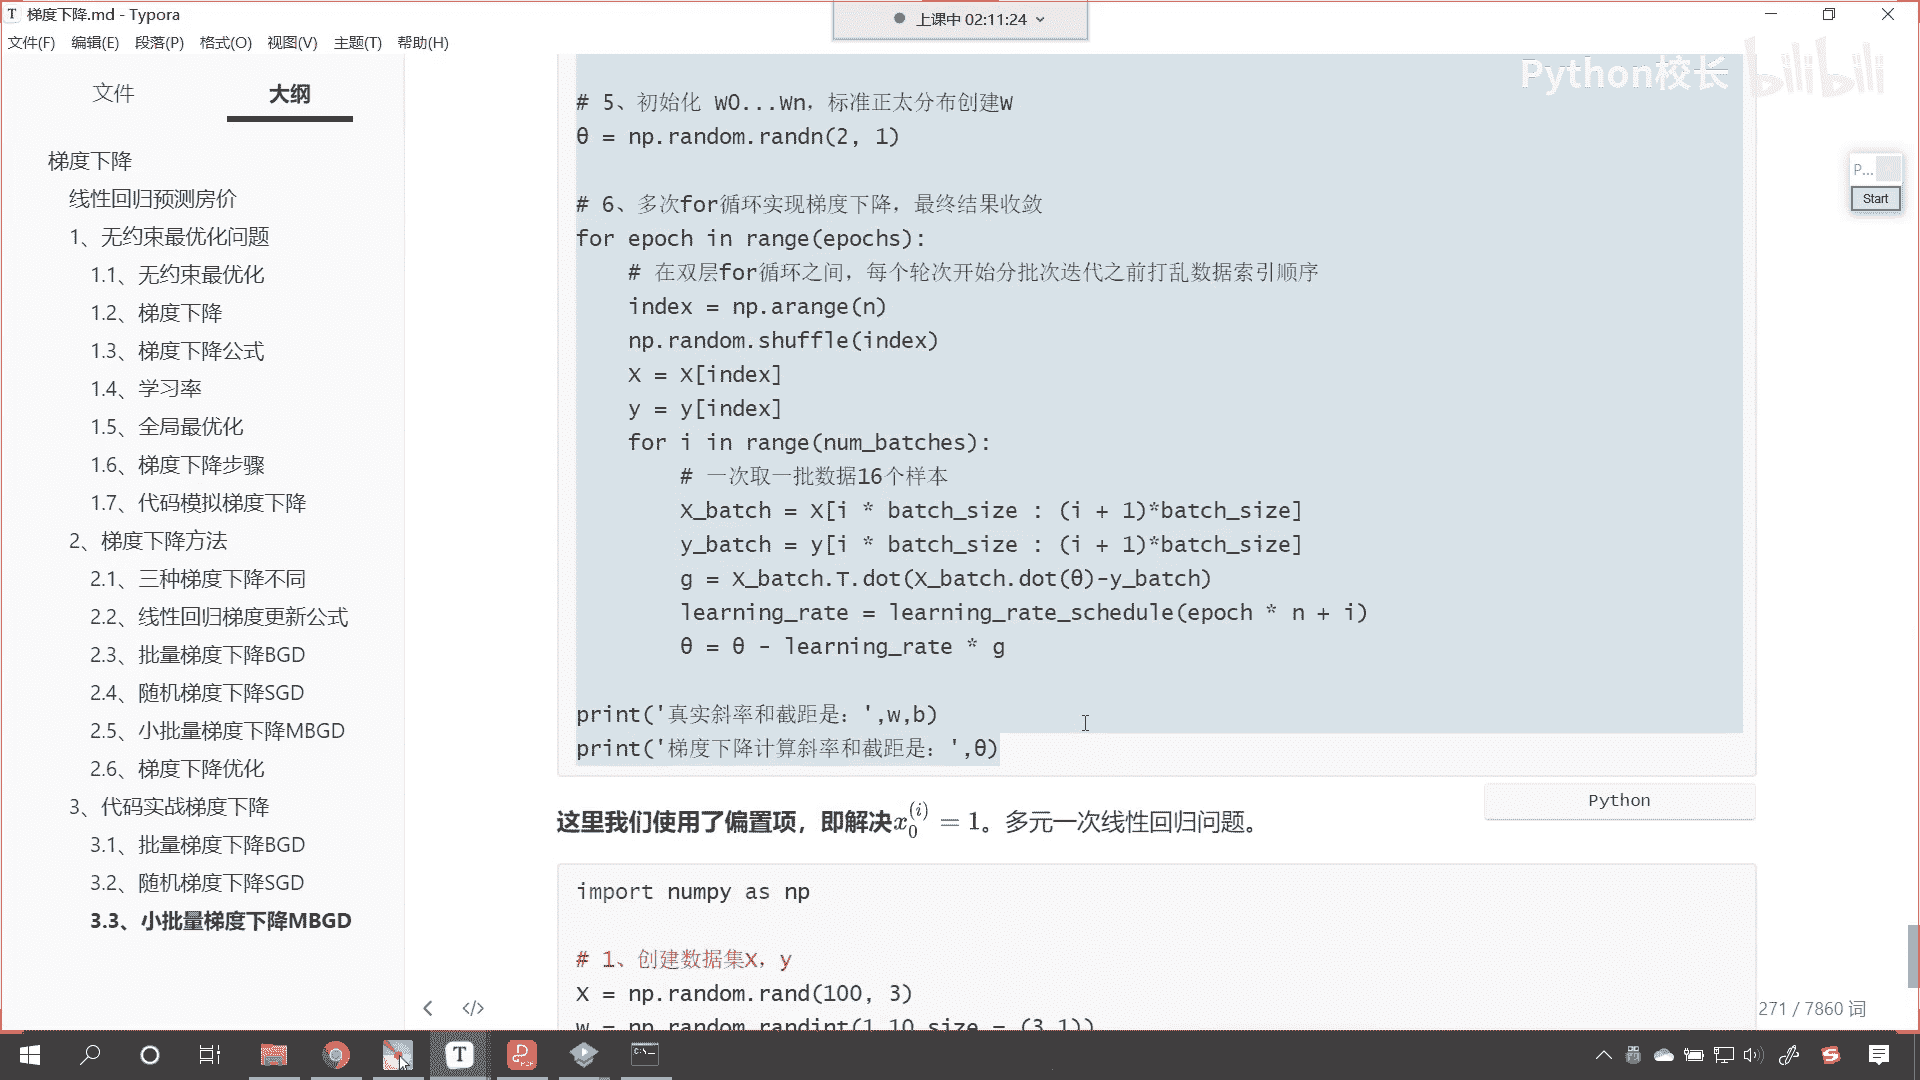 梯度下降.md - Typora
上课中 02:11:24
文件(F) 编辑(E) 段落(P) 格式(O) 视图(V) 主题(T) 帮助(H)
Python校长 bilibili
文件 大纲
梯度下降
线性回归预测房价
1、无约束最优化问题
1.1、无约束最优化
1.2、梯度下降
1.3、梯度下降公式
1.4、学习率
1.5、全局最优化
1.6、梯度下降步骤
1.7、代码模拟梯度下降
2、梯度下降方法
2.1、三种梯度下降不同
2.2、线性回归梯度更新公式
2.3、批量梯度下降BGD
2.4、随机梯度下降SGD
2.5、小批量梯度下降MBGD
2.6、梯度下降优化
3、代码实战梯度下降
3.1、批量梯度下降BGD
3.2、随机梯度下降SGD
3.3、小批量梯度下降MBGD
# 5、初始化 W0...Wn，标准正太分布创建W
θ = np.random.randn(2, 1)
# 6、多次for循环实现梯度下降，最终结果收敛
for epoch in range(epochs):
# 在双层for循环之间，每个轮次开始分批次迭代之前打乱数据索引顺序
index = np.arange(n)
np.random.shuffle(index)
X = X[index]
y = y[index]
for i in range(num_batches):
# 一次取一批数据16个样本
X_batch = X[i * batch_size : (i + 1)*batch_size]
y_batch = y[i * batch_size : (i + 1)*batch_size]
g = X_batch.T.dot(X_batch.dot(θ)-y_batch)
learning_rate = learning_rate_schedule(epoch * n + i)
θ = θ - learning_rate * g
print('真实斜率和截距是：',w,b)
print('梯度下降计算斜率和截距是：',θ)
Python
这里我们使用了偏置项，即解决$x_0^{(i)} = 1$。多元一次线性回归问题。
import numpy as np
# 1、创建数据集X，y
X = np.random.rand(100, 3)
w = np.random.randint(1,10,size = (3,1))
271 / 7860 词
P...
Start